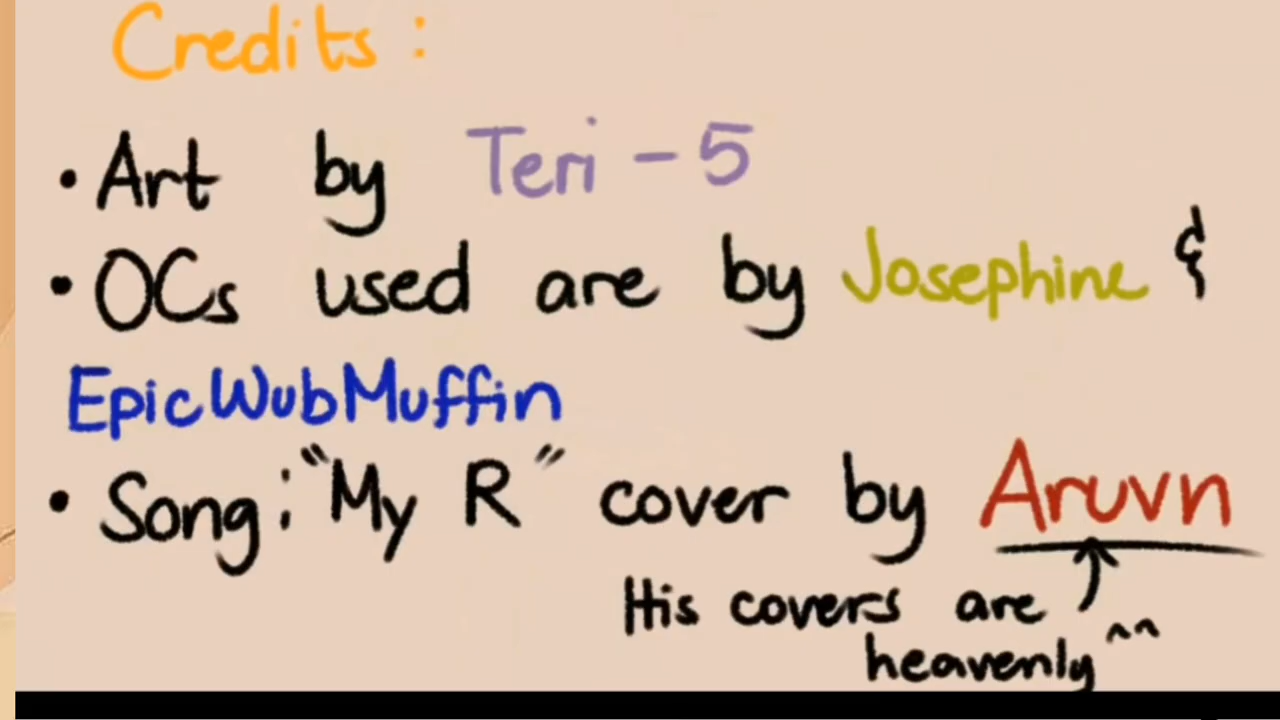 Credits :
• Art by Teri - 5
• OCs used are by Josephine &
EpicWubMuffin
• Song : "My R" cover by Aruvn
His covers are
heavenly ^^